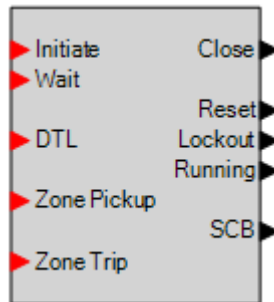 Initiate Close
Wait
Reset
DTL Lockout
Running
Zone Pickup
SCB
Zone Trip